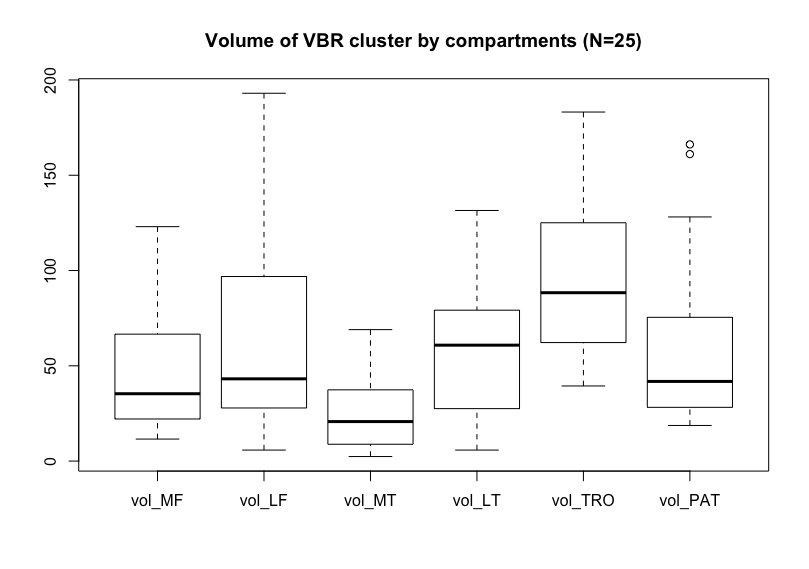 Volume of VBR cluster by compartments (N=25)
200
150
100
50
0
vol_MF vol_LF vol_MT vol_LT vol_TRO vol_PAT